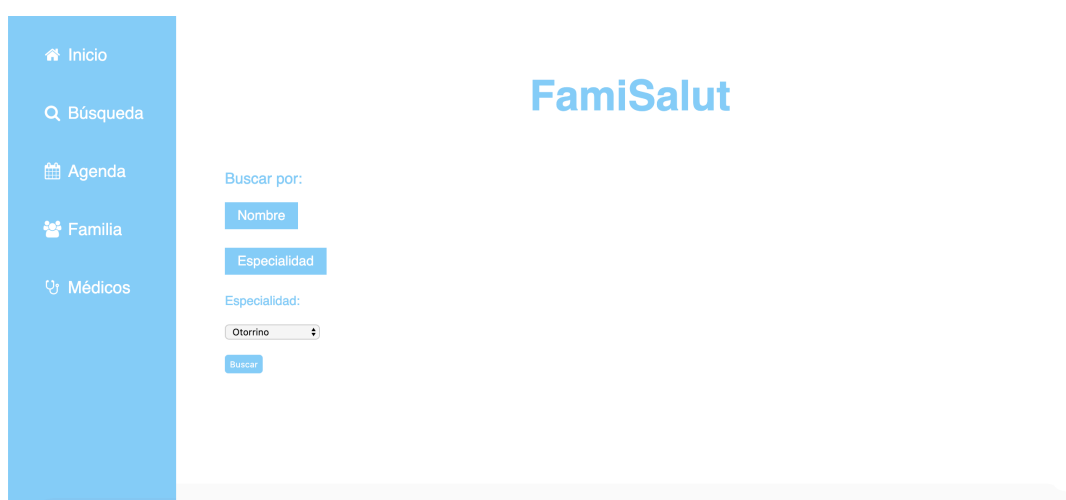 Inicio
Búsqueda
Agenda
Familia
Médicos
FamiSalut
Buscar por:
Nombre
Especialidad
Especialidad:
Otorrino
Buscar